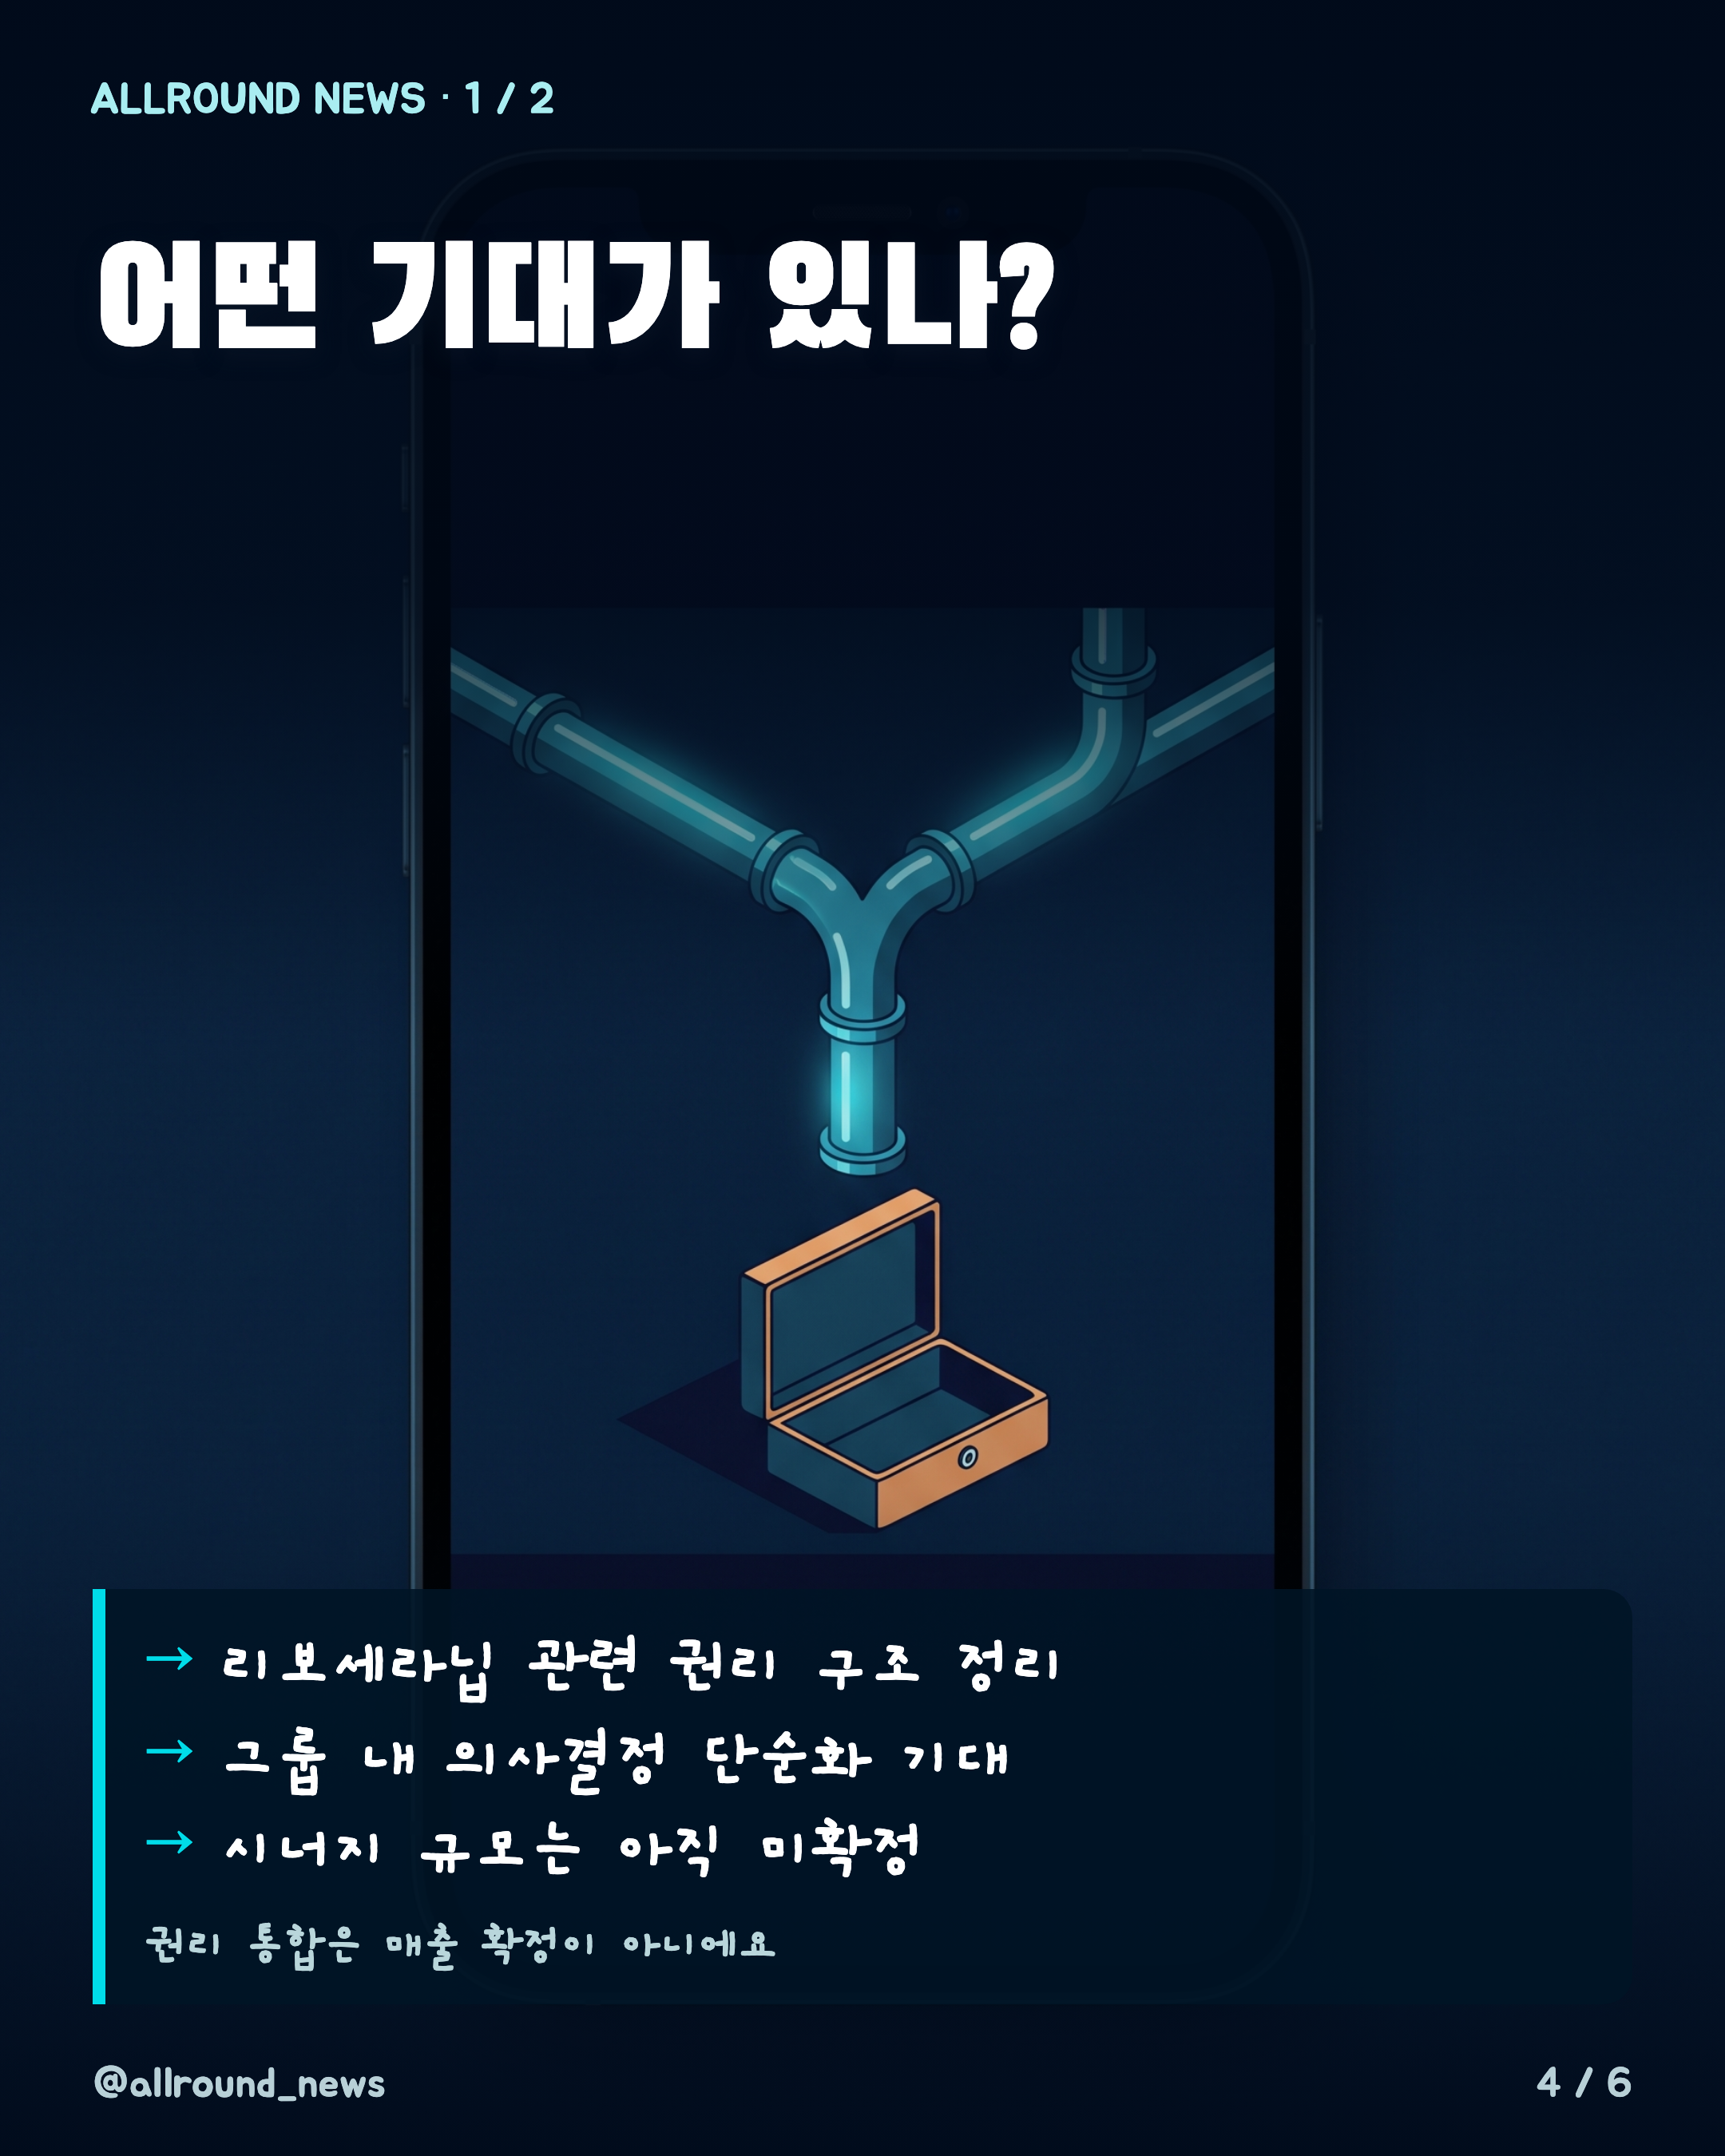 ALLROUND NEWS · 1 / 2
어떤 기대가 있나?
→ 리보세라닙 관련 권리 구조 정리
→ 그룹 내 의사결정 단순화 기대
→ 시너지 규모는 아직 미확정
권리 통합은 매출 확정이 아니에요
@allround_news
4 / 6